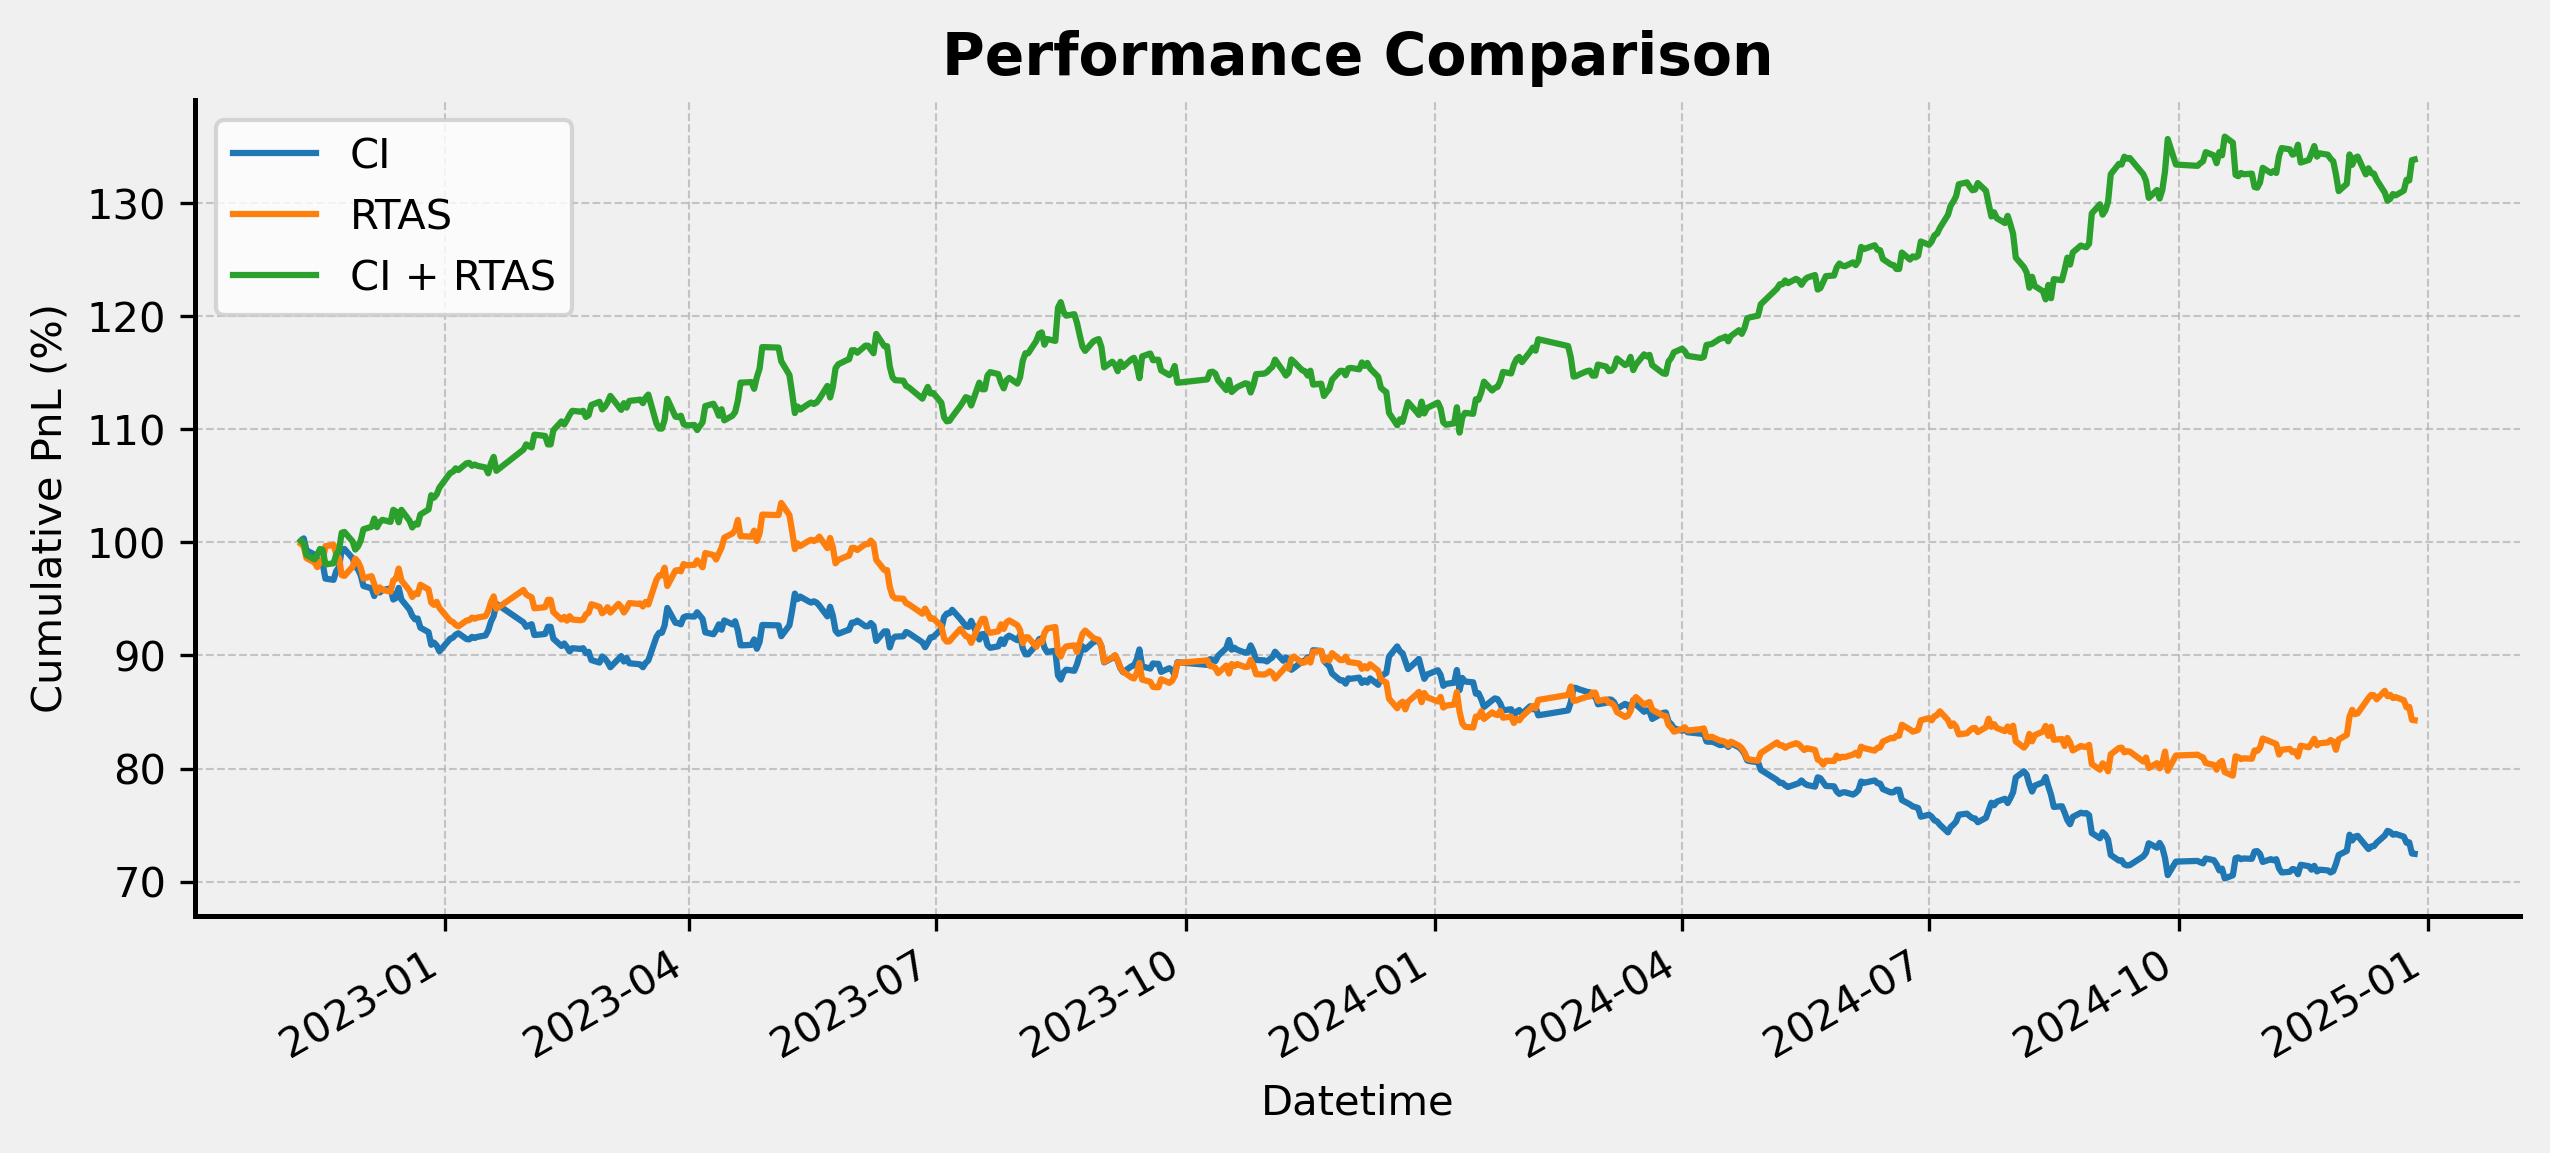 Performance Comparison
CI
RTAS
CI + RTAS
Cumulative PnL (%)
130
120
110
100
90
80
70
2023-01
2023-04
2023-07
2023-10
2024-01
2024-04
2024-07
2024-10
2025-01
Datetime